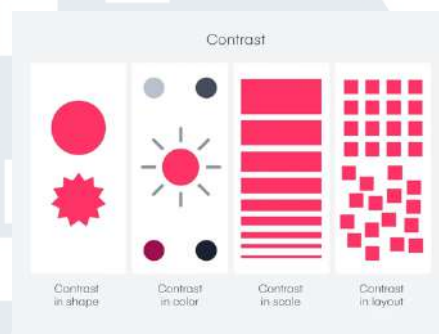 Contrast
Contrast
in shape
Contrast
in color
Contrast
in scale
Contrast
in layout